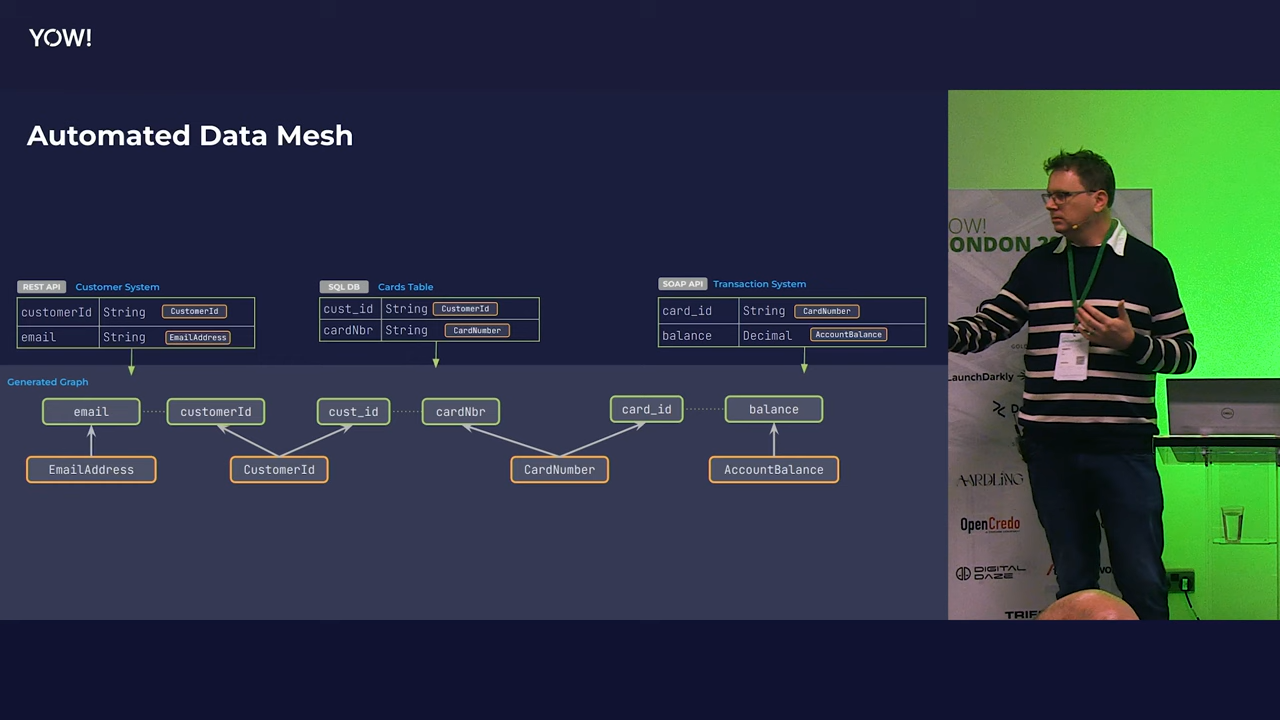 YOW!
Automated Data Mesh
REST API Customer System
customerId String CustomerId
email String EmailAddress
SQL DB Cards Table
cust_id String CustomerId
cardNbr String CardNumber
SOAP API Transaction System
card_id String CardNumber
balance Decimal AccountBalance
Generated Graph
email customerId cust_id cardNbr card_id balance
EmailAddress CustomerId CardNumber AccountBalance
OW!
ONDON
LaunchDarkly
AARDLING
OpenCredo
DIGITAL
DAZE
TRIF
DELL